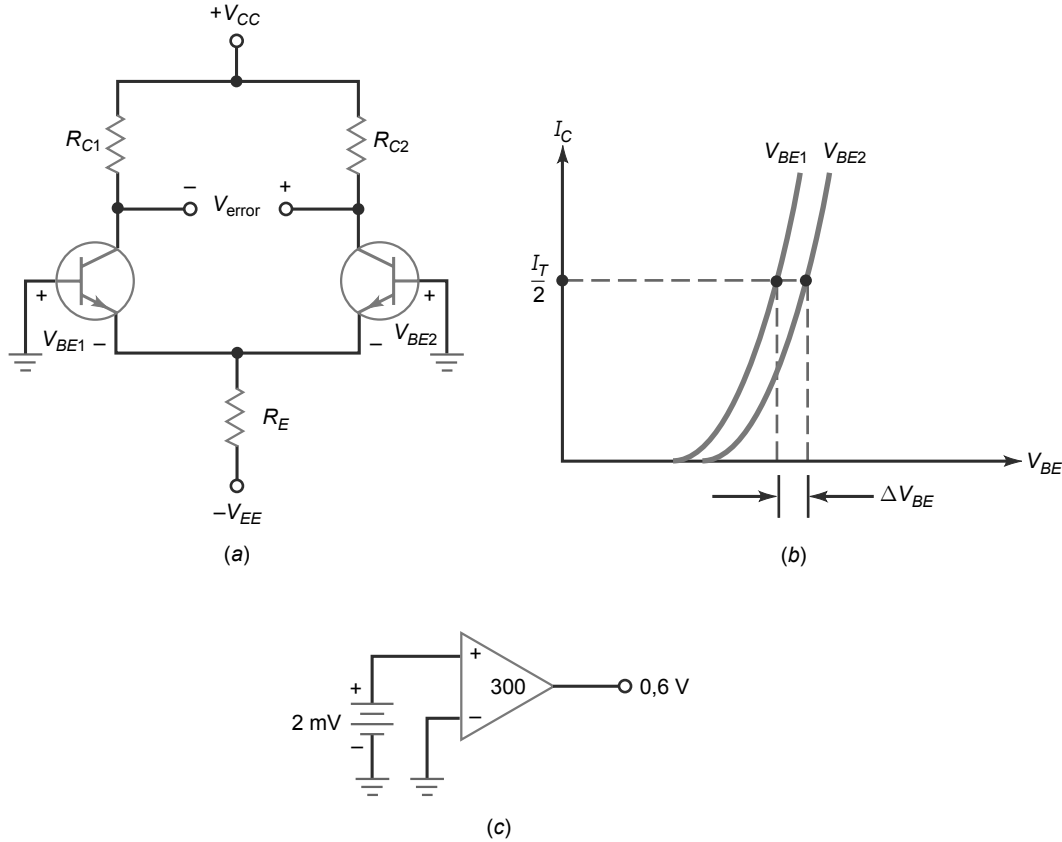 +V_CC
R_C1
R_C2
– V_error +
+ +
V_BE1 – – V_BE2
R_E
–V_EE
(a)
I_C
V_BE1 V_BE2
I_T/2
V_BE
ΔV_BE
(b)
+
+ 300 0,6 V
2 mV –
–
(c)